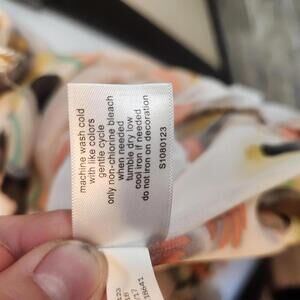 machine wash cold
with like colors
gentle cycle
only non-chlorine bleach
when needed
tumble dry low
cool iron if needed
do not iron on decoration
S1080123